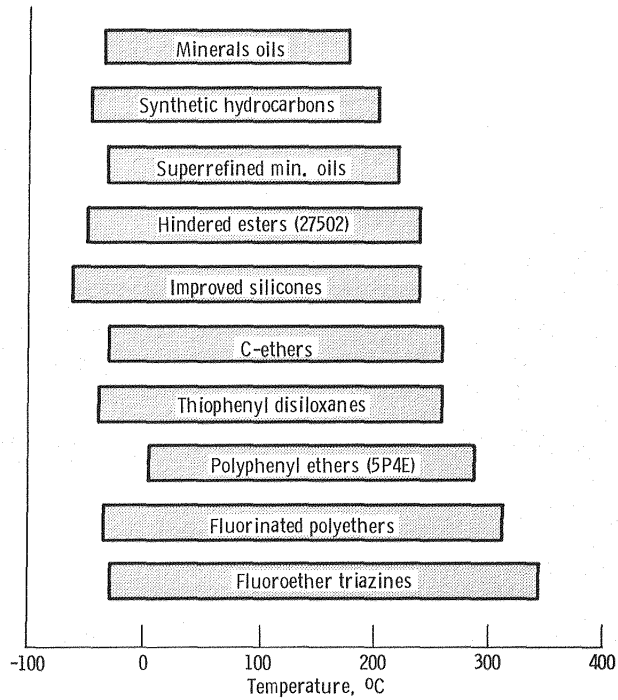 Minerals oils
Synthetic hydrocarbons
Superrefined min. oils
Hindered esters (27502)
Improved silicones
C-ethers
Thiophenyl disiloxanes
Polyphenyl ethers (5P4E)
Fluorinated polyethers
Fluoroether triazines
-100 0 100 200 300 400
Temperature, °C